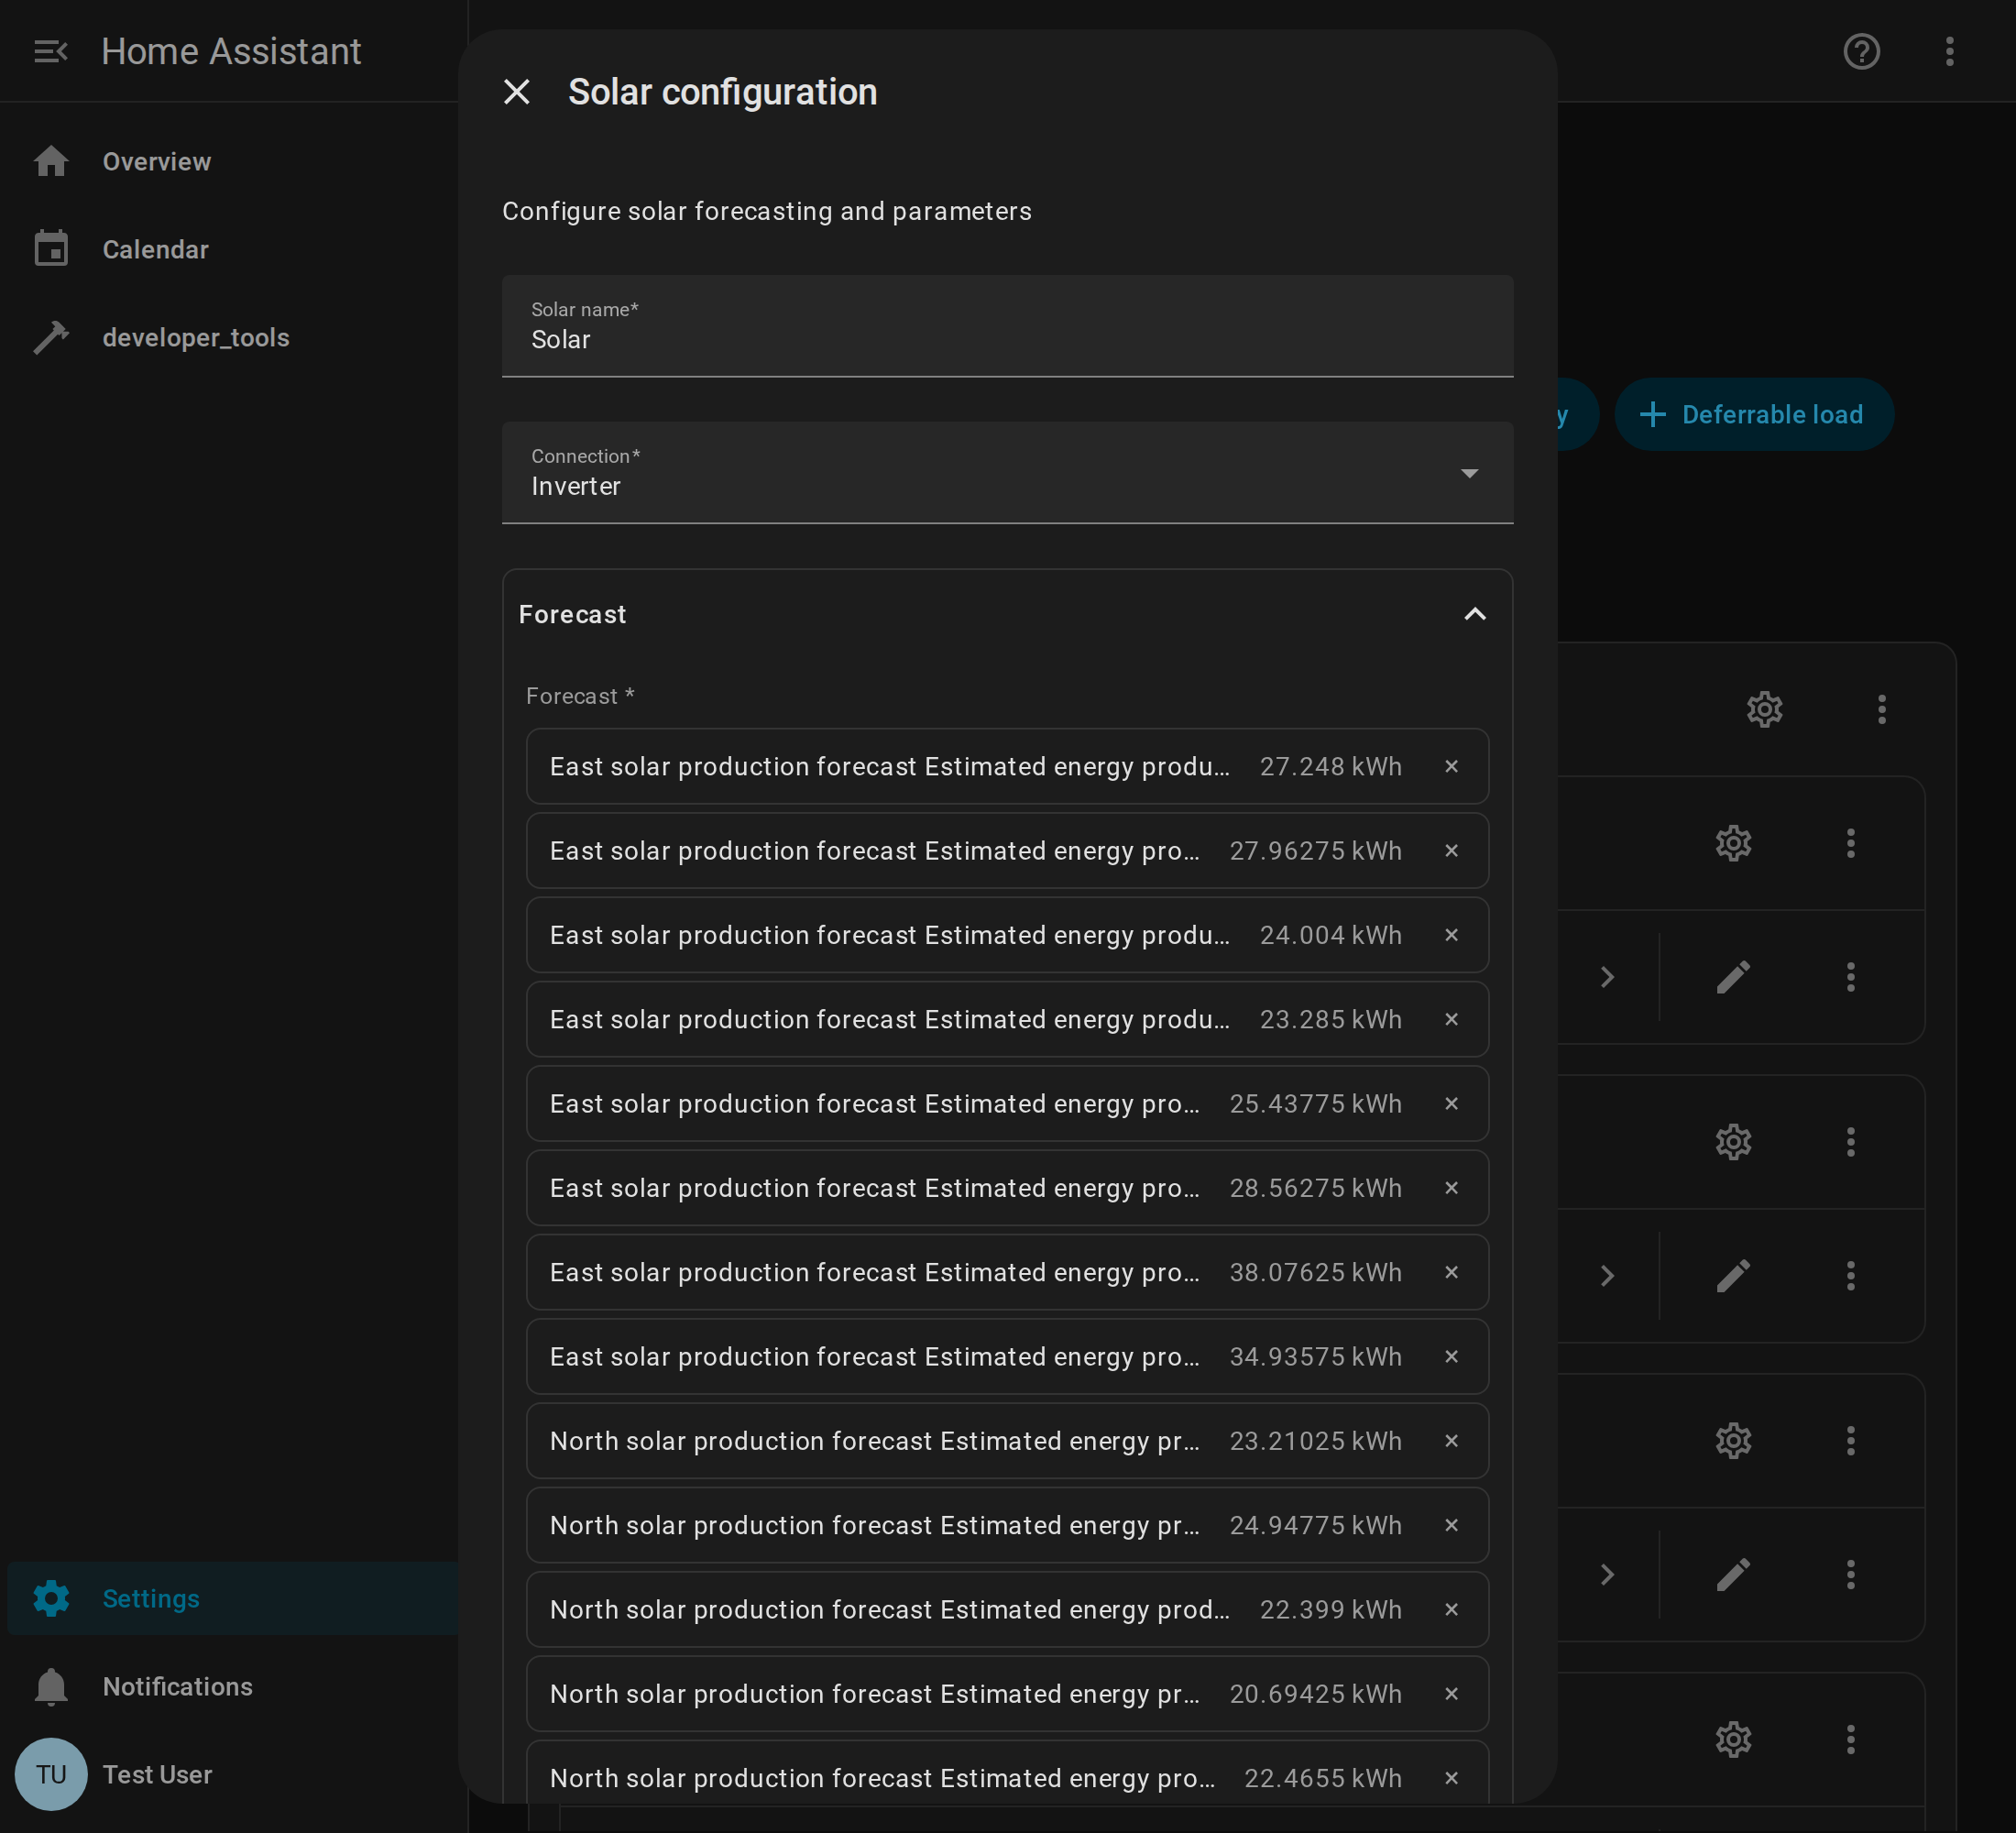 Home Assistant
Overview
Calendar
developer_tools
Settings
Notifications
TU Test User
Solar configuration
Configure solar forecasting and parameters
Solar name*
Solar
Connection*
Inverter
Forecast
Forecast *
East solar production forecast Estimated energy produ... 27.248 kWh ×
East solar production forecast Estimated energy pro... 27.96275 kWh ×
East solar production forecast Estimated energy produ... 24.004 kWh ×
East solar production forecast Estimated energy produ... 23.285 kWh ×
East solar production forecast Estimated energy pro... 25.43775 kWh ×
East solar production forecast Estimated energy pro... 28.56275 kWh ×
East solar production forecast Estimated energy pro... 38.07625 kWh ×
East solar production forecast Estimated energy pro... 34.93575 kWh ×
North solar production forecast Estimated energy pr... 23.21025 kWh ×
North solar production forecast Estimated energy pr... 24.94775 kWh ×
North solar production forecast Estimated energy prod... 22.399 kWh ×
North solar production forecast Estimated energy pr... 20.69425 kWh ×
North solar production forecast Estimated energy pro... 22.4655 kWh ×
y
Deferrable load